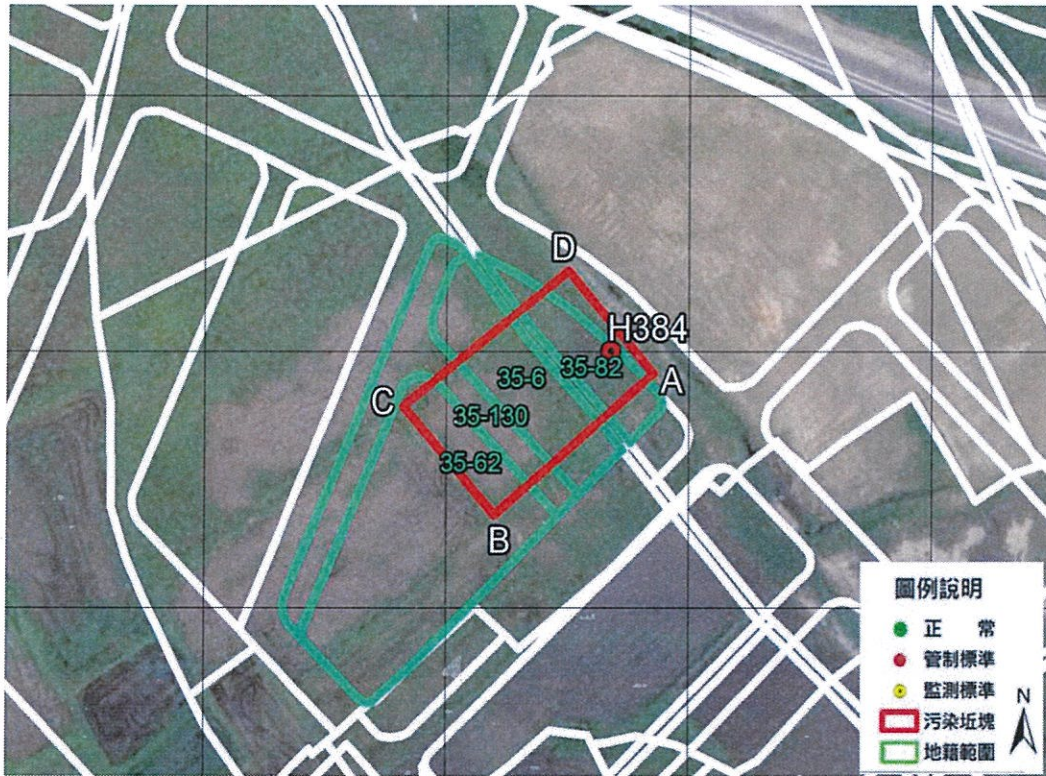 D
H384
35-82
A
35-6
C
35-130
35-62
B
圖例說明
正 常
管制標準
監測標準
污染坵塊
地籍範圍
N